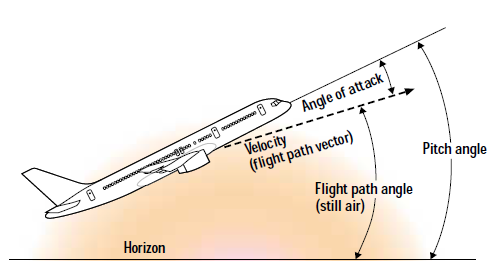 Angle of attack
Velocity
(flight path vector)
Pitch angle
Flight path angle
(still air)
Horizon